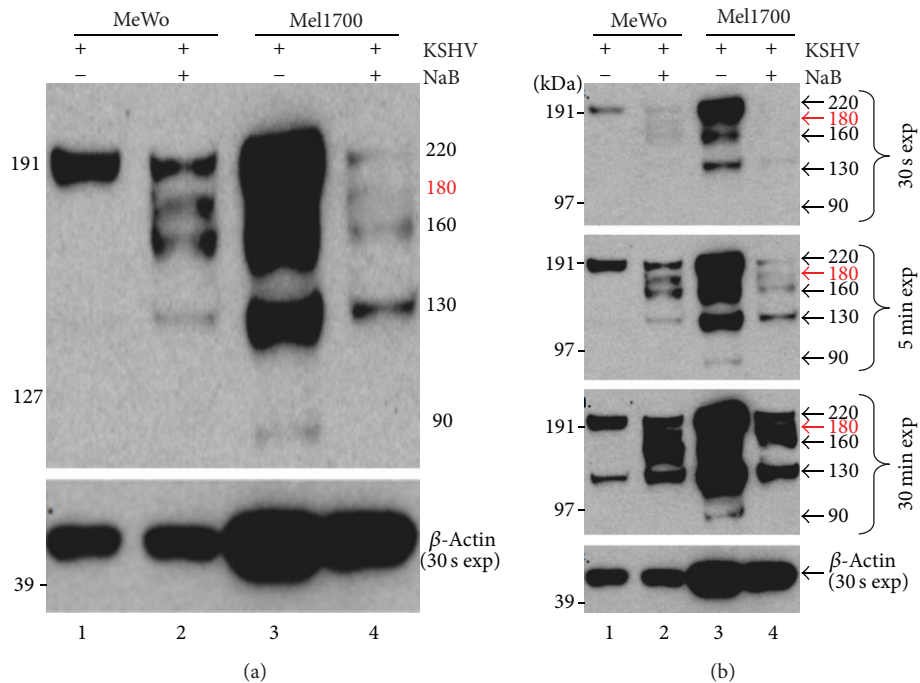 MeWo Mel1700
+ + + + KSHV
− + − + NaB
191
127
39
220
180
160
130
90
β-Actin
(30 s exp)
1 2 3 4
(a)
MeWo Mel1700
+ + + + KSHV
− + − + NaB
(kDa)
191
97
220
180
160
130
90
30 s exp
191
97
220
180
160
130
90
5 min exp
191
97
220
180
160
130
90
30 min exp
39
β-Actin
(30 s exp)
1 2 3 4
(b)